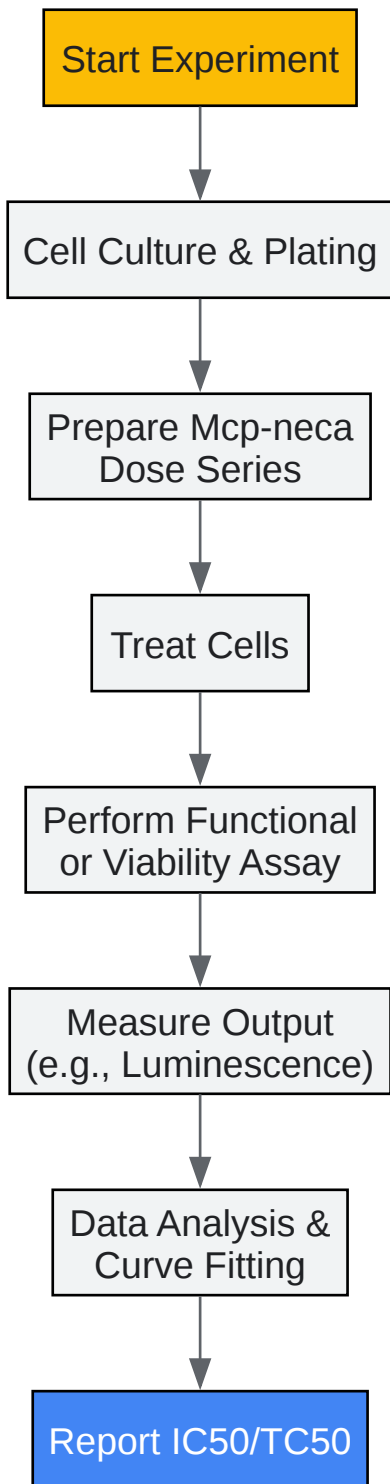 Start Experiment
Cell Culture & Plating
Prepare Mcp-neca
Dose Series
Treat Cells
Perform Functional
or Viability Assay
Measure Output
(e.g., Luminescence)
Data Analysis &
Curve Fitting
Report IC50/TC50